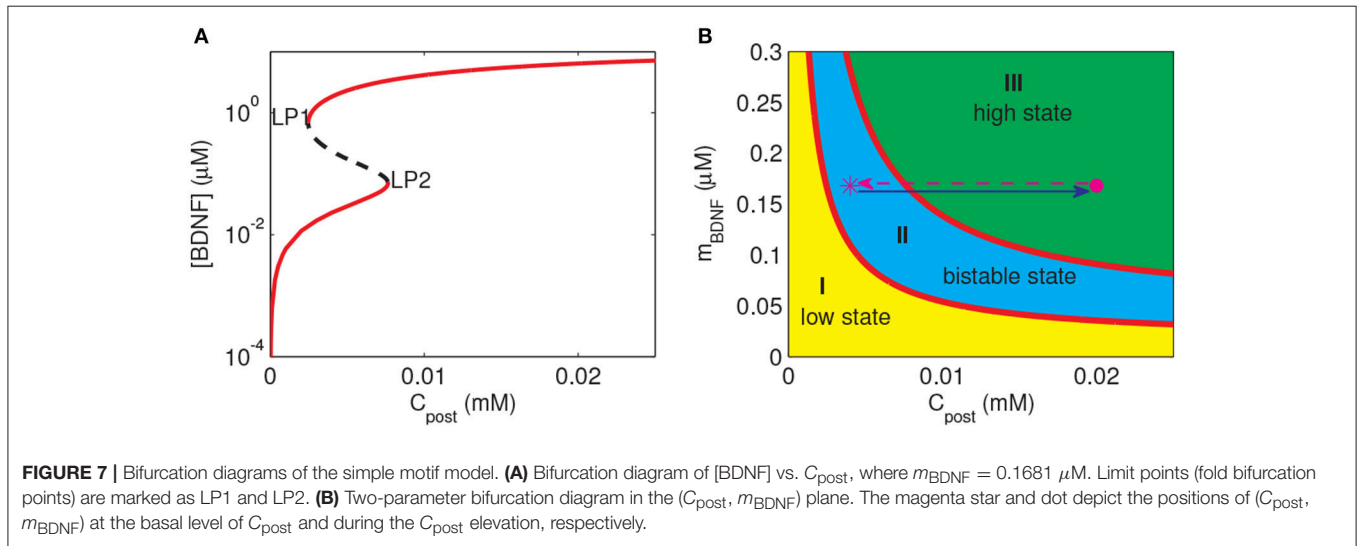 A
10^0
10^-2
10^-4
[BDNF] (μM)
LP1
LP2
0
0.01
0.02
C_post (mM)
B
0.3
0.25
0.2
0.15
0.1
0.05
0
m_BDNF (μM)
III
high state
II
bistable state
I
low state
0
0.01
0.02
C_post (mM)
FIGURE 7 | Bifurcation diagrams of the simple motif model. (A) Bifurcation diagram of [BDNF] vs. C_post, where m_BDNF = 0.1681 μM. Limit points (fold bifurcation
points) are marked as LP1 and LP2. (B) Two-parameter bifurcation diagram in the (C_post, m_BDNF) plane. The magenta star and dot depict the positions of (C_post,
m_BDNF) at the basal level of C_post and during the C_post elevation, respectively.